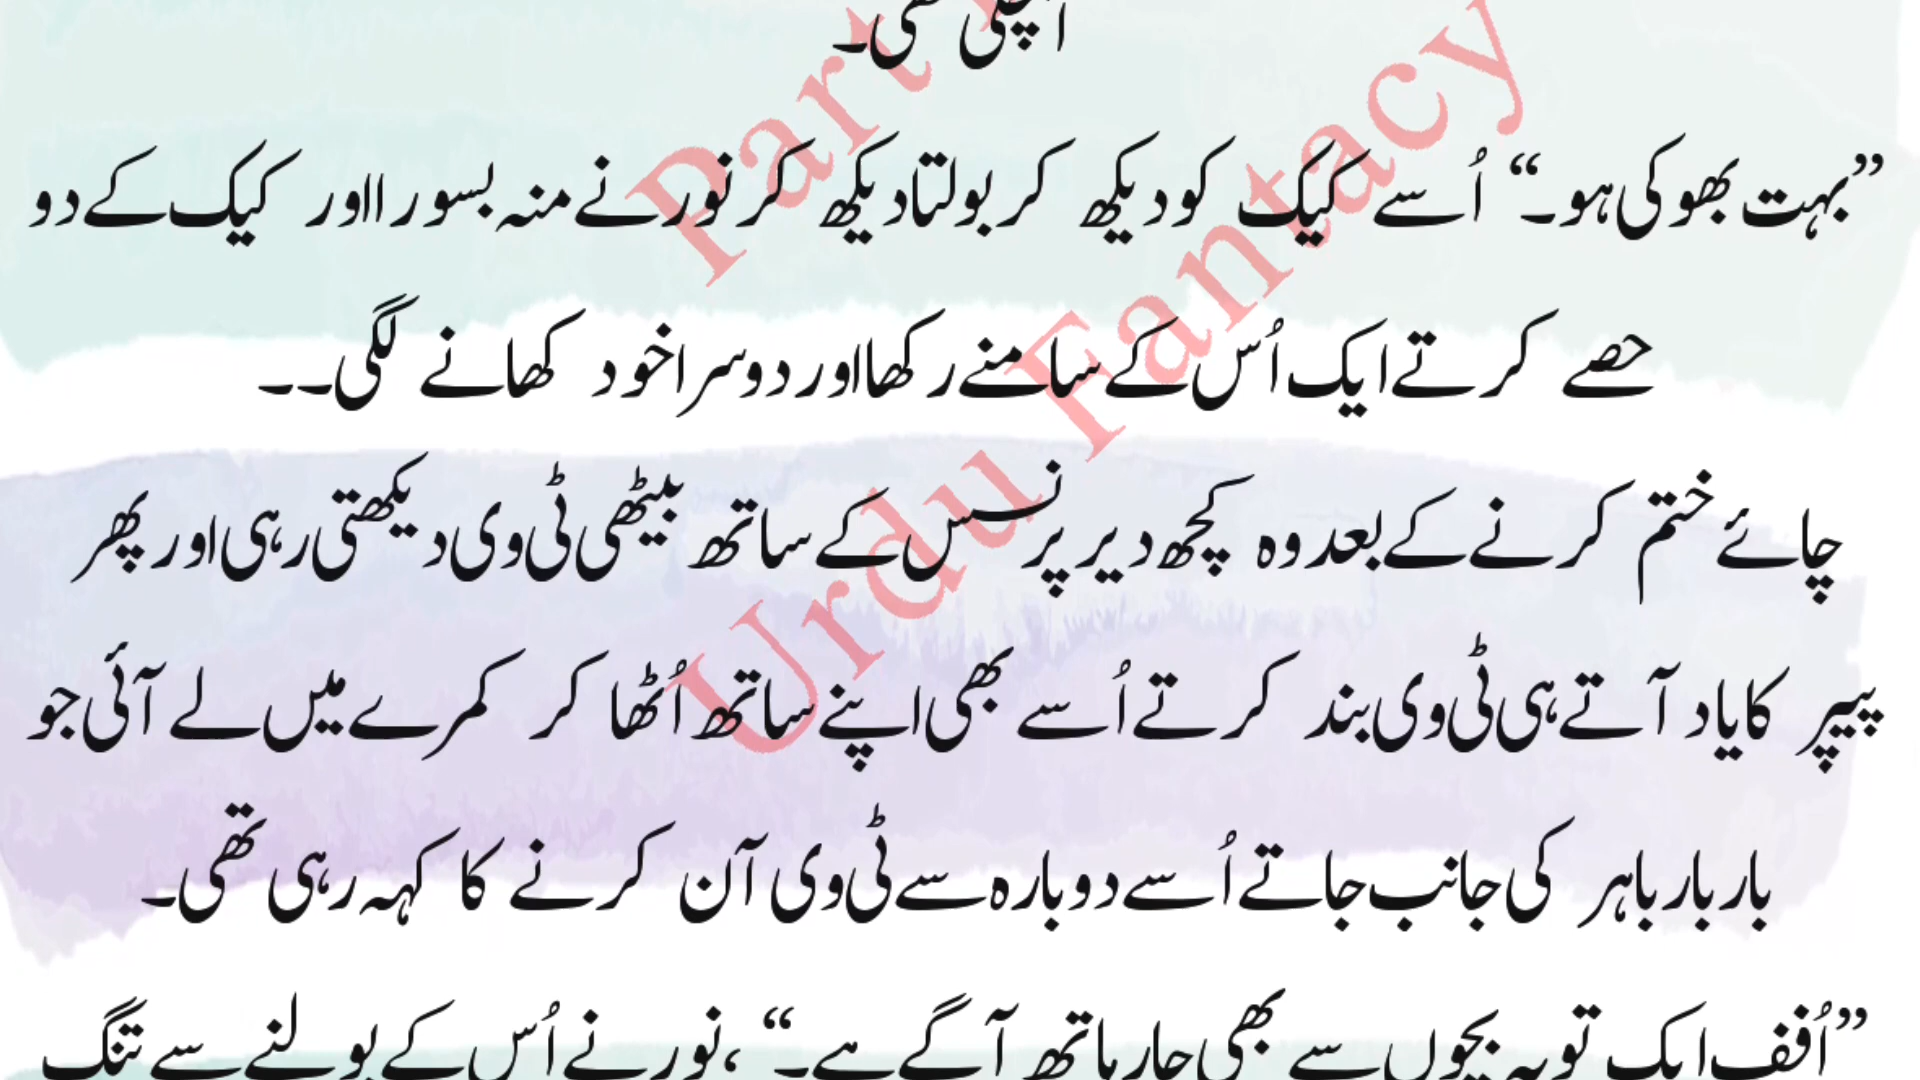 اچکی تھی۔
”بہت بھوکی ہو۔“ اُسے کیک کو دیکھ کر بولتا دیکھ کر نور نے منہ بسورا اور کیک کے دو
حصے کرتے ایک اُس کے سامنے رکھا اور دوسرا خود کھانے لگی۔۔
چائے ختم کرنے کے بعد وہ کچھ دیر پرنسس کے ساتھ بیٹھی ٹی وی دیکھتی رہی اور پھر
پیپر کا یاد آتے ہی ٹی وی بند کرتے اُسے بھی اپنے ساتھ اُٹھا کر کمرے میں لے آئی جو
بار بار باہر کی جانب جاتے اُسے دوبارہ سے ٹی وی آن کرنے کا کہہ رہی تھی۔
”اُفف ایک تو یہ بچوں سے بھی چار ہاتھ آگے ہے۔“، نور نے اُس کے بولنے سے تنگ
Part
Urdu Fantacy